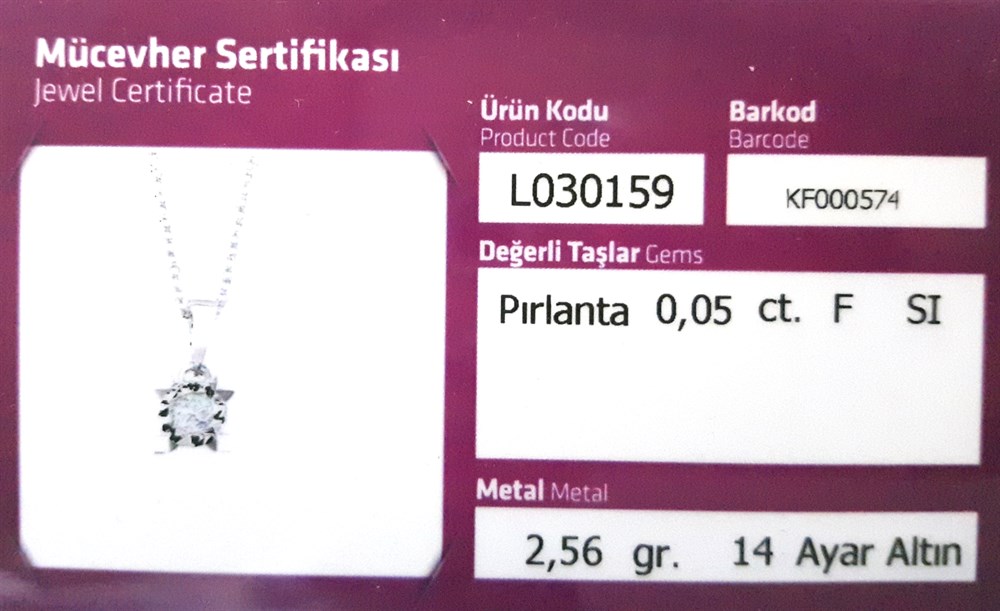 Mücevher Sertifikası
Jewel Certificate
Ürün Kodu
Product Code
L030159
Barkod
Barcode
KF000574
Değerli Taşlar Gems
Pırlanta 0,05 ct. F SI
Metal Metal
2,56 gr. 14 Ayar Altın